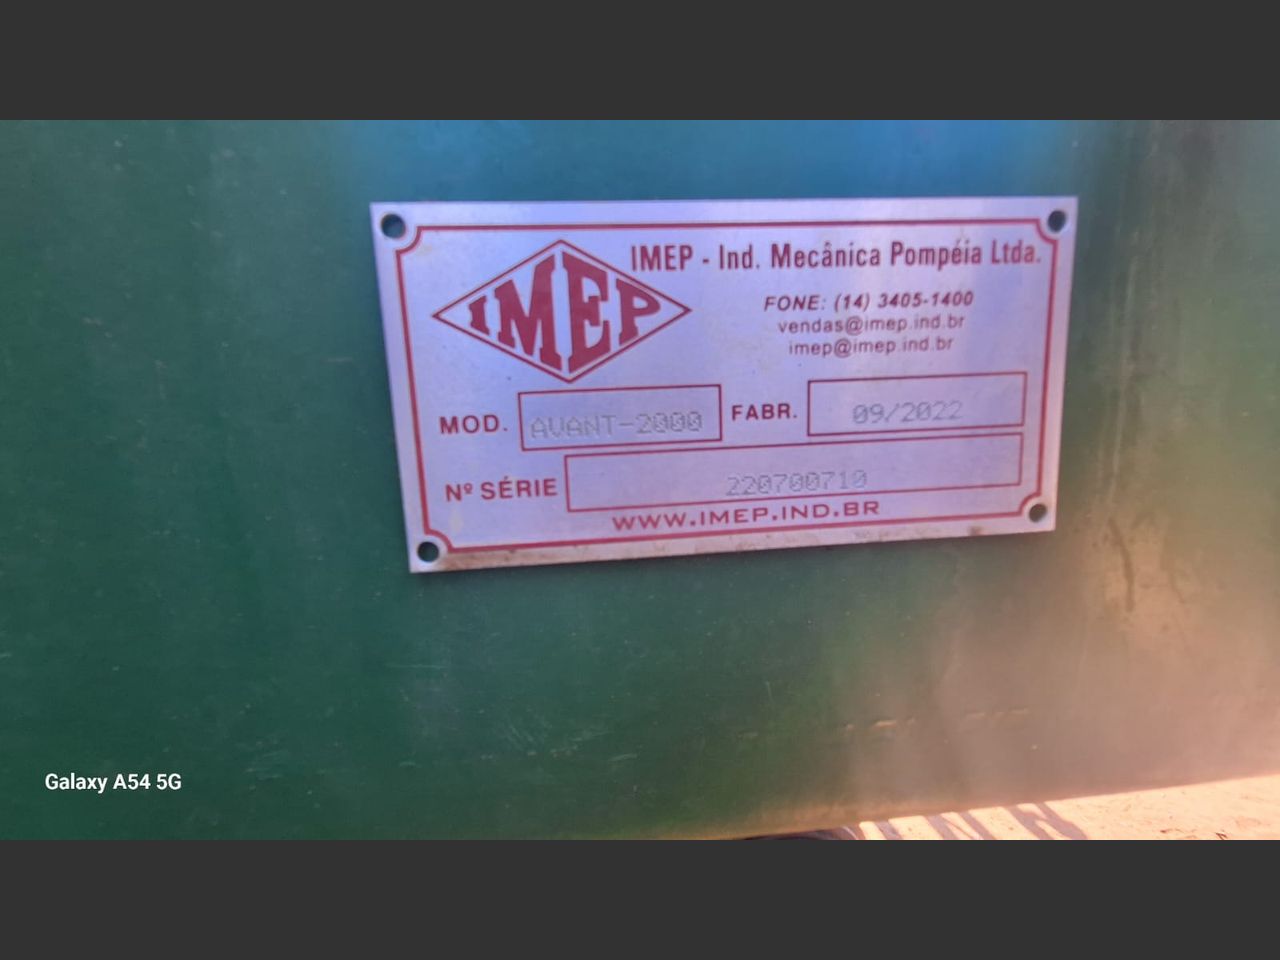 IMEP
IMEP - Ind. Mecânica Pompéia Ltda.
FONE: (14) 3405-1400
vendas@imep.ind.br
imep@imep.ind.br
MOD. AVANT-2000 FABR. 09/2022
Nº SÉRIE 220700710
WWW.IMEP.IND.BR
Galaxy A54 5G